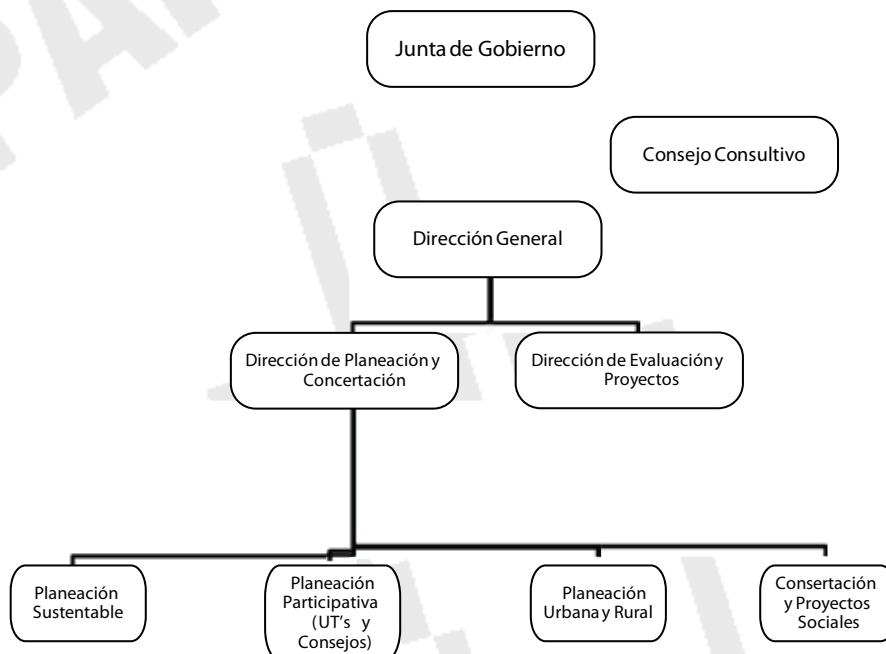 Junta de Gobierno
Consejo Consultivo
Dirección General
Dirección de Planeación y
Concertación
Dirección de Evaluación y
Proyectos
Planeación
Sustentable
Planeación
Participativa
(UT's y
Consejos)
Planeación
Urbana y Rural
Consertación
y Proyectos
Sociales